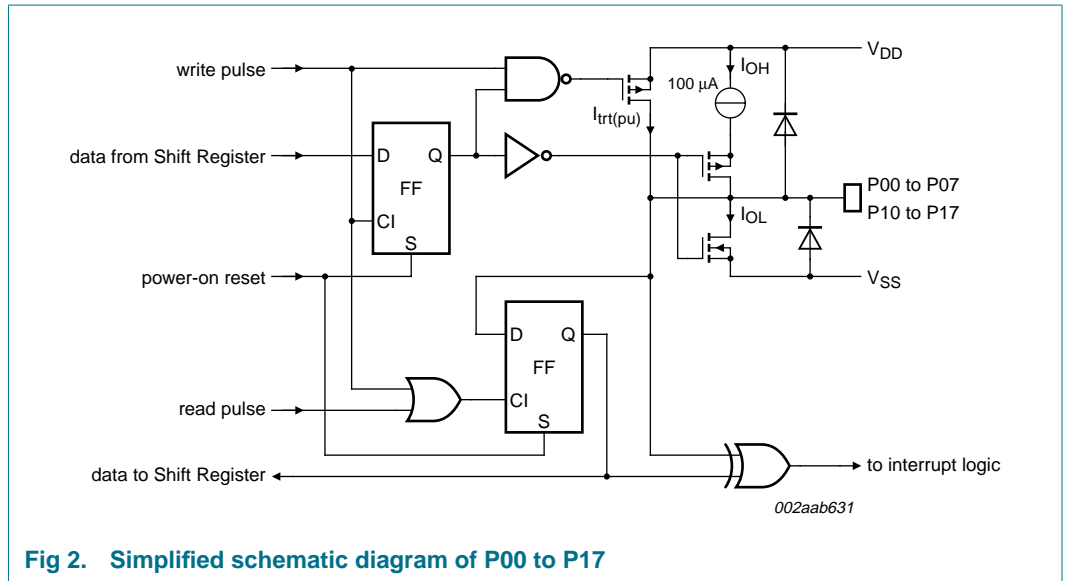 write pulse
data from Shift Register
power-on reset
read pulse
data to Shift Register
D
Q
FF
CI
S
D
Q
FF
CI
S
I_trt(pu)
100 μA
I_OH
V_DD
P00 to P07
P10 to P17
I_OL
V_SS
to interrupt logic
002aab631
Fig 2. Simplified schematic diagram of P00 to P17